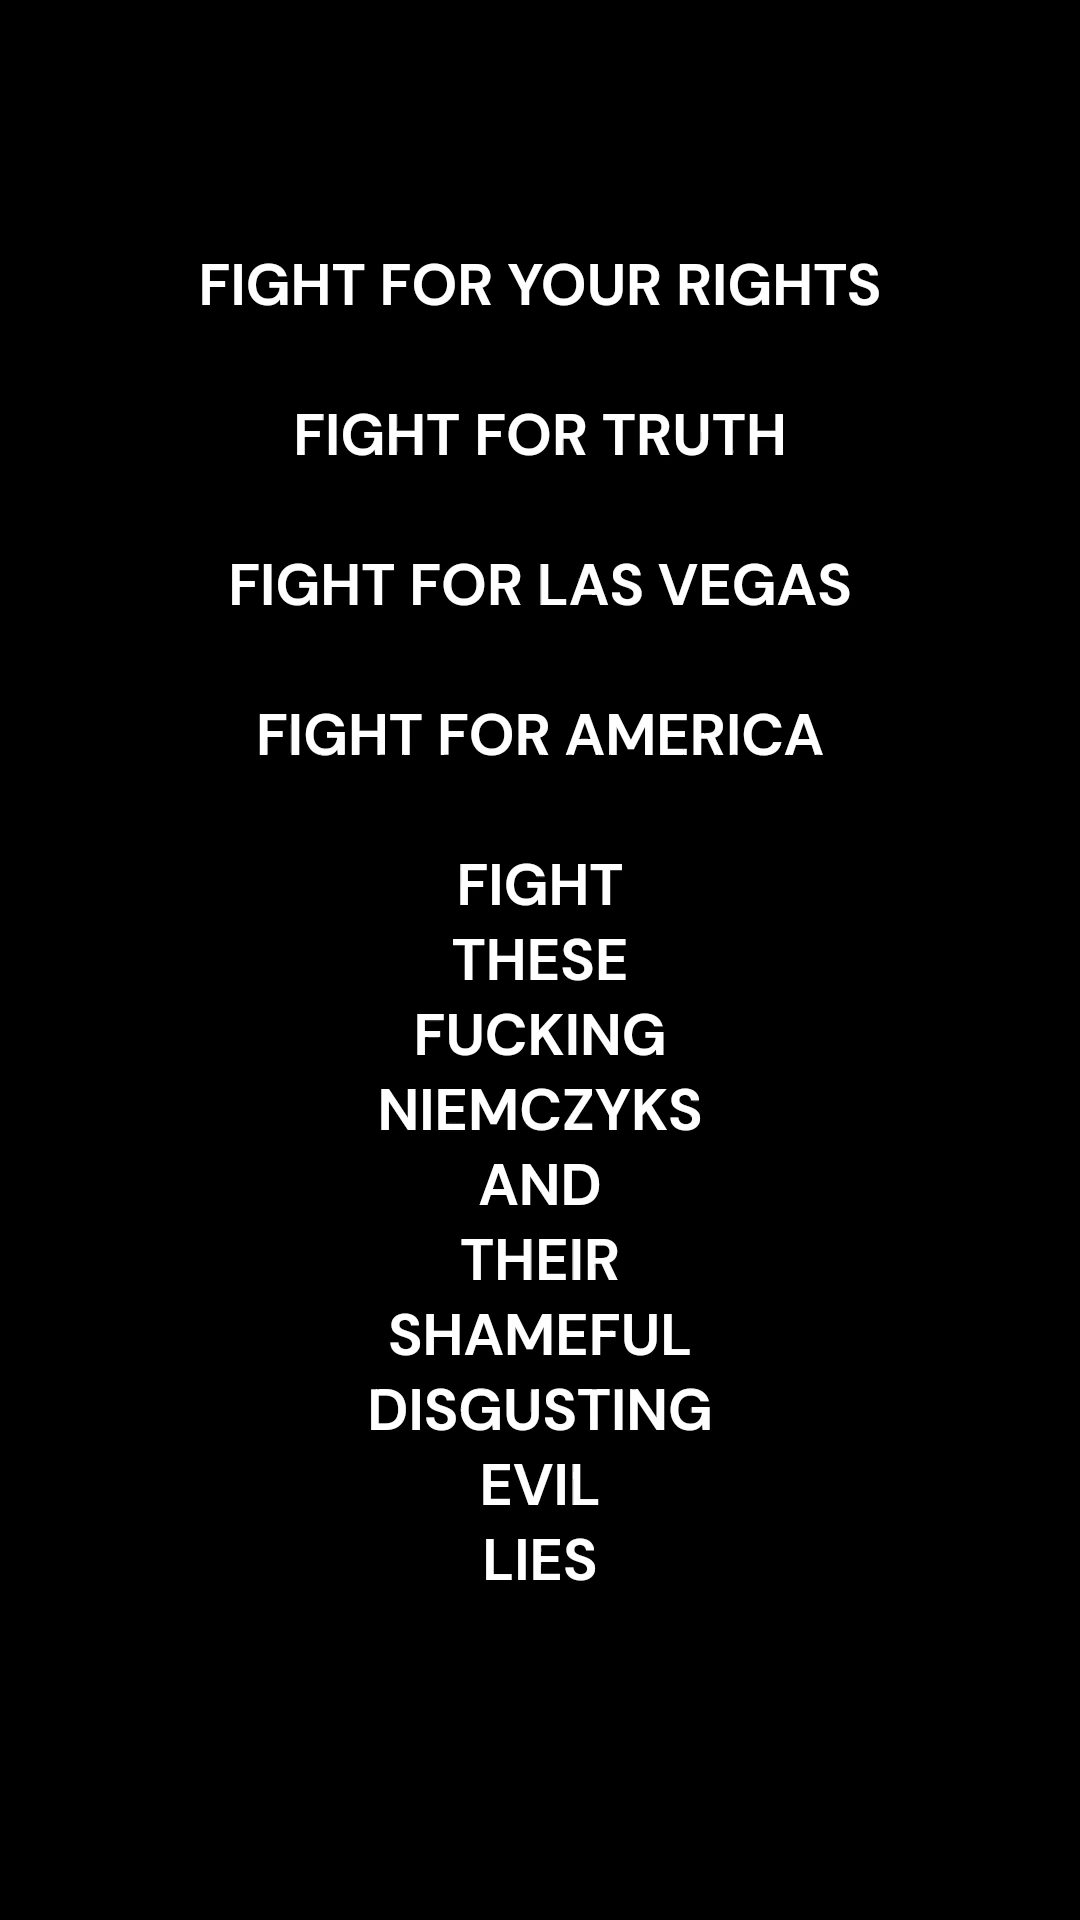 FIGHT FOR YOUR RIGHTS
FIGHT FOR TRUTH
FIGHT FOR LAS VEGAS
FIGHT FOR AMERICA
FIGHT
THESE
FUCKING
NIEMCZYKS
AND
THEIR
SHAMEFUL
DISGUSTING
EVIL
LIES